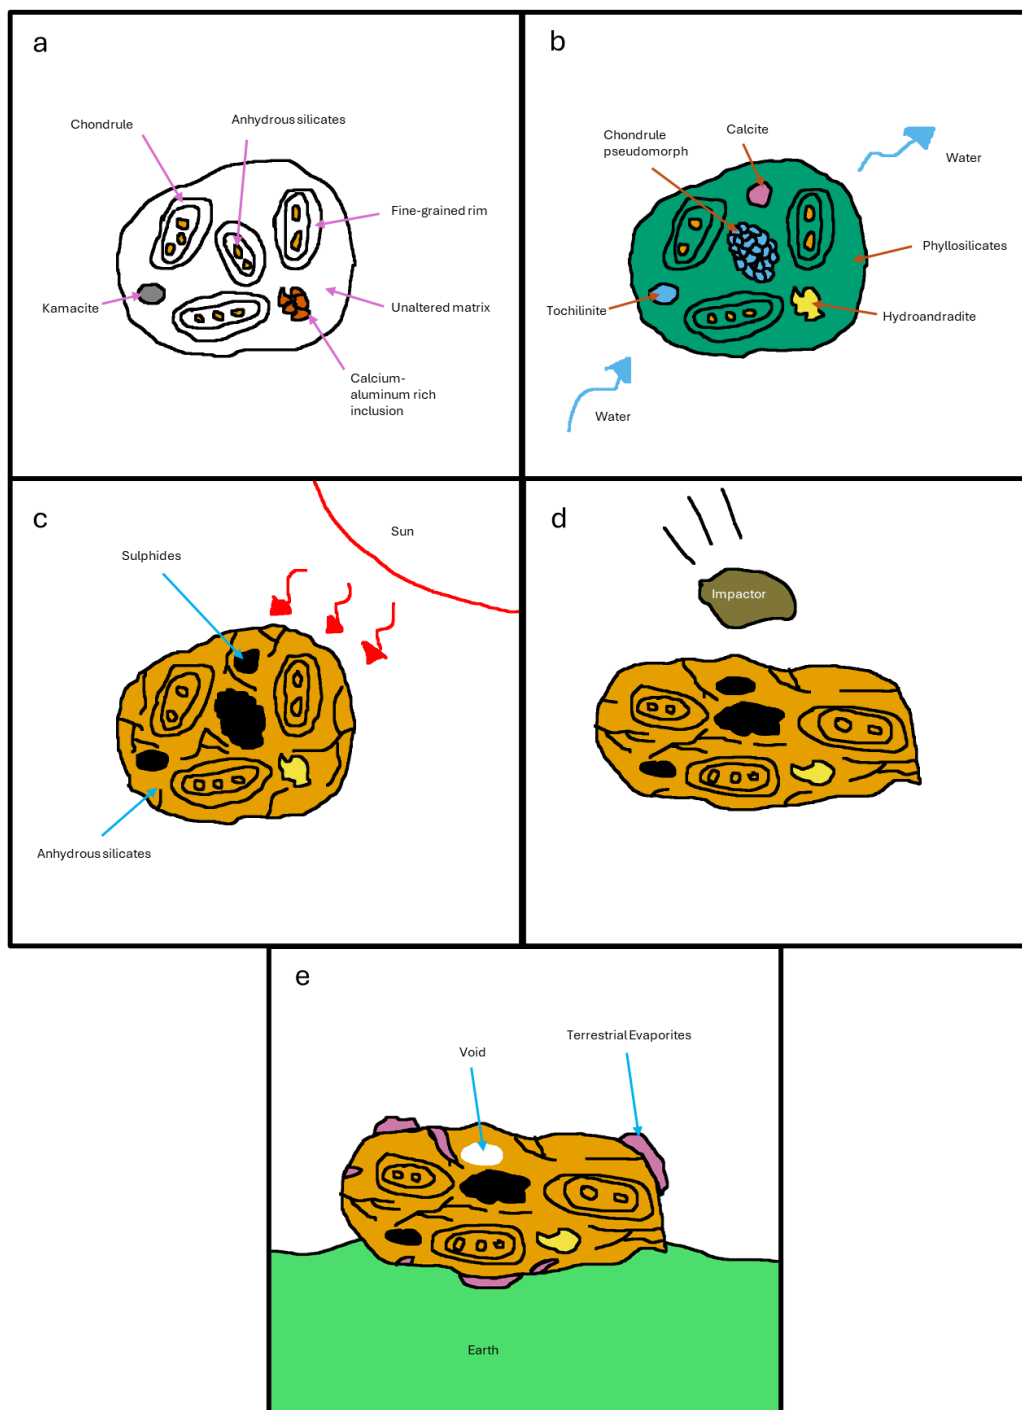 a
Chondrule
Anhydrous silicates
Fine-grained rim
Kamacite
Unaltered matrix
Calcium-
aluminum rich
inclusion
b
Chondrule
pseudomorph
Calcite
Water
Phyllosilicates
Tochilinite
Hydroandradite
Water
c
Sun
Sulphides
Anhydrous silicates
d
Impactor
e
Void
Terrestrial Evaporites
Earth